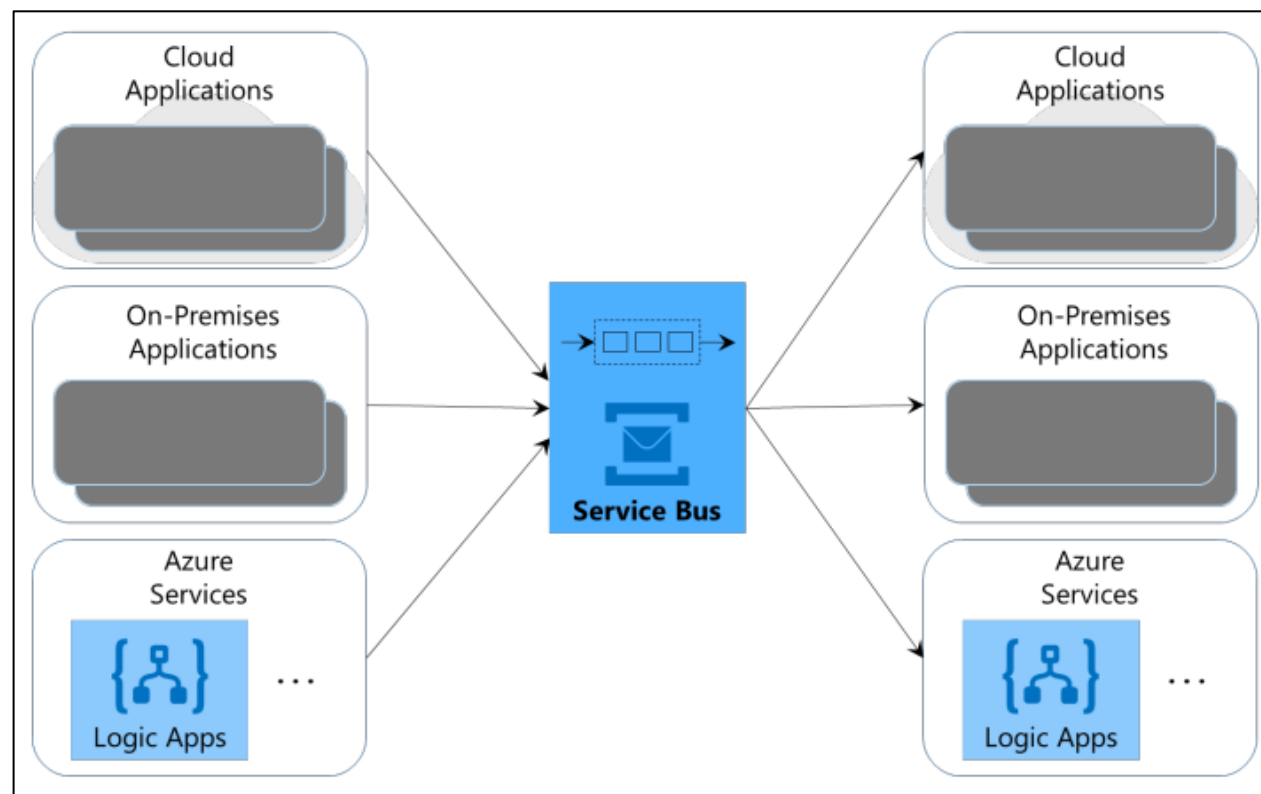 Cloud
Applications
On-Premises
Applications
Azure
Services
Logic Apps
...
Service Bus
Cloud
Applications
On-Premises
Applications
Azure
Services
Logic Apps
...